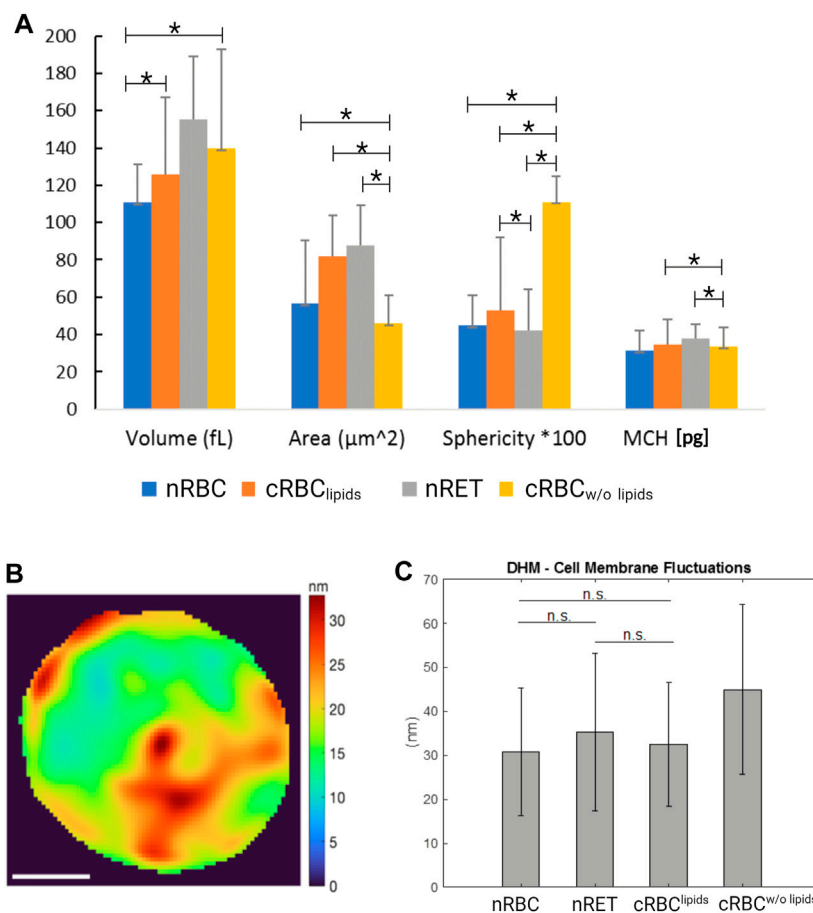 A
200
180
160
140
120
100
80
60
40
20
0
* * * * * * * * * * *
Volume (fL) Area (µm^2) Sphericity *100 MCH [pg]
nRBC cRBClipids nRET cRBCw/o lipids
B
nm
30
25
20
15
10
5
0
C
DHM - Cell Membrane Fluctuations
70
60
50
40
30
20
10
0
(nm)
n.s.
n.s.
n.s.
nRBC nRET cRBClipids cRBCw/o lipids